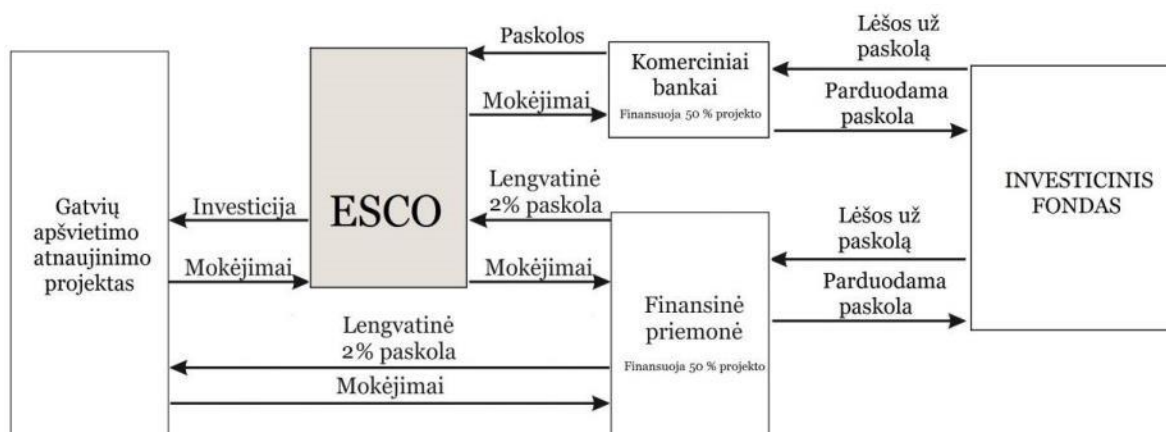 Paskolos
Mokėjimai
Komerciniai
bankai
Finansuoja 50 % projekto
Lėšos už
paskolą
Parduodama
paskola
INVESTICINIS
FONDAS
Gatvių
apšvietimo
atnaujinimo
projektas
Investicija
Mokėjimai
ESCO
Lengvatinė
2% paskola
Mokėjimai
Lėšos už
paskolą
Parduodama
paskola
Finansinė
priemonė
Finansuoja 50 % projekto
Lengvatinė
2% paskola
Mokėjimai